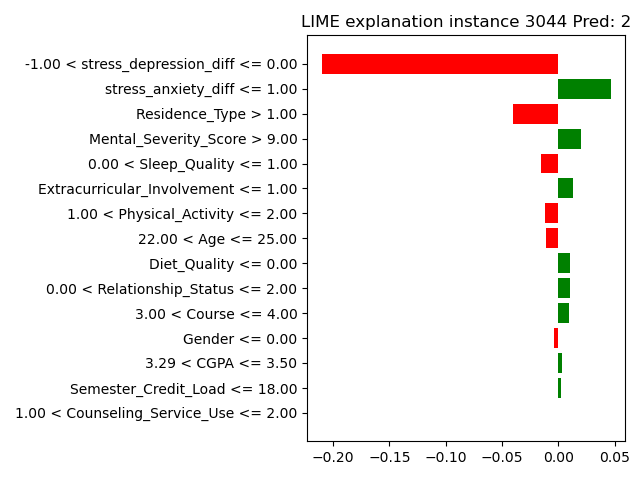 LIME explanation instance 3044 Pred: 2
-1.00 < stress_depression_diff <= 0.00
stress_anxiety_diff <= 1.00
Residence_Type > 1.00
Mental_Severity_Score > 9.00
0.00 < Sleep_Quality <= 1.00
Extracurricular_Involvement <= 1.00
1.00 < Physical_Activity <= 2.00
22.00 < Age <= 25.00
Diet_Quality <= 0.00
0.00 < Relationship_Status <= 2.00
3.00 < Course <= 4.00
Gender <= 0.00
3.29 < CGPA <= 3.50
Semester_Credit_Load <= 18.00
1.00 < Counseling_Service_Use <= 2.00
−0.20 −0.15 −0.10 −0.05 0.00 0.05